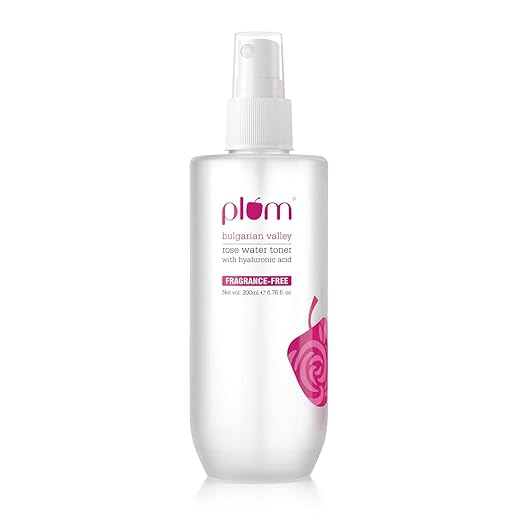 plum®
bulgarian valley
rose water toner
with hyaluronic acid
FRAGRANCE-FREE
Net vol. 200ml ℮ 6.76 fl. oz